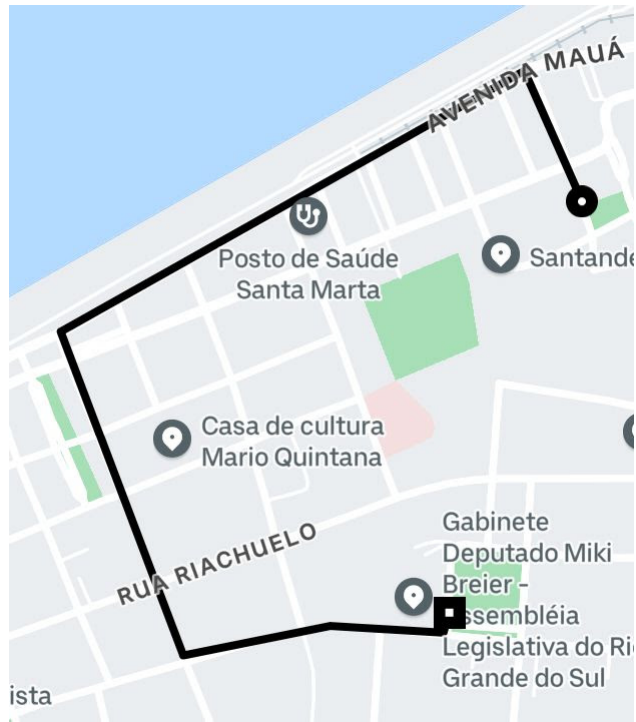 AVENIDA MAUÁ
Posto de Saúde
Santa Marta
Santande
Casa de cultura
Mario Quintana
RUA RIACHUELO
Gabinete
Deputado Miki
Breier -
ssembléia
Legislativa do Rio
Grande do Sul
ista